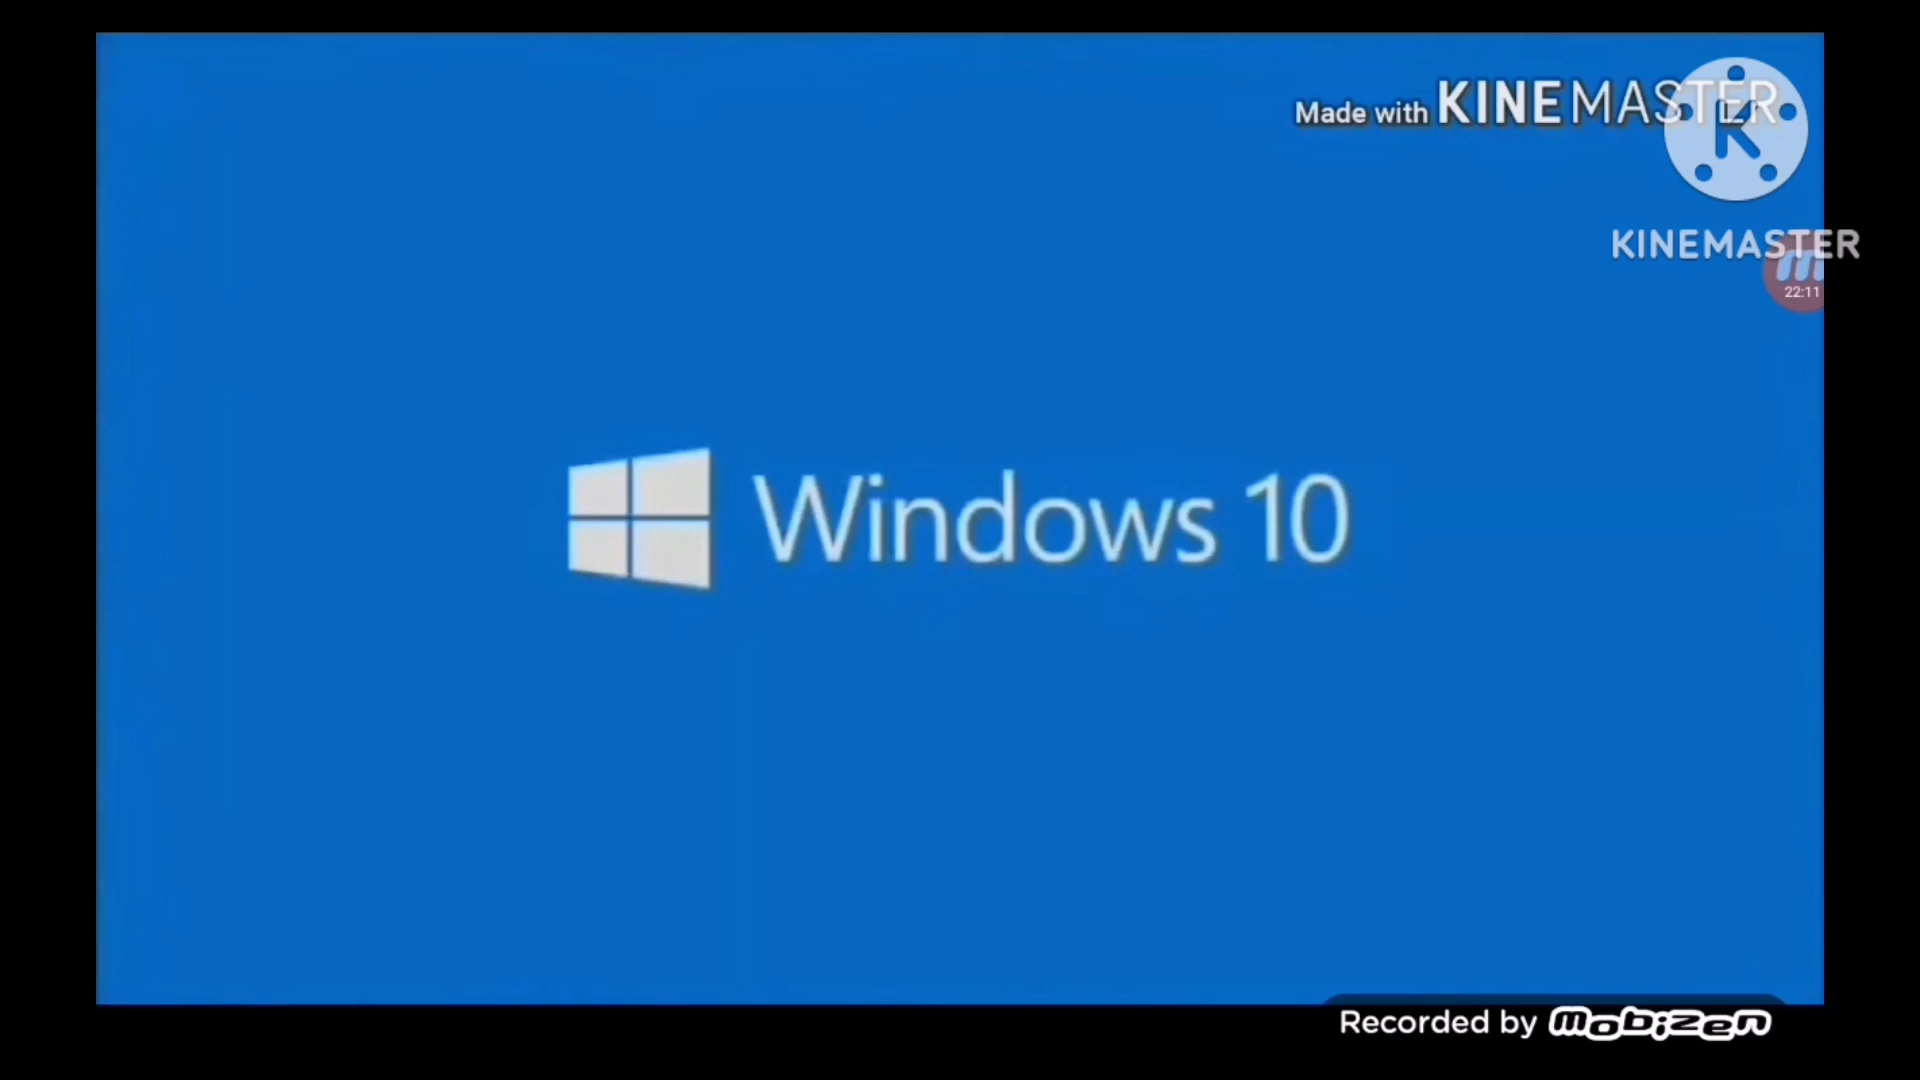 Made with KINEMASTER
K
KINEMASTER
22:11
Windows 10
Recorded by mobizen